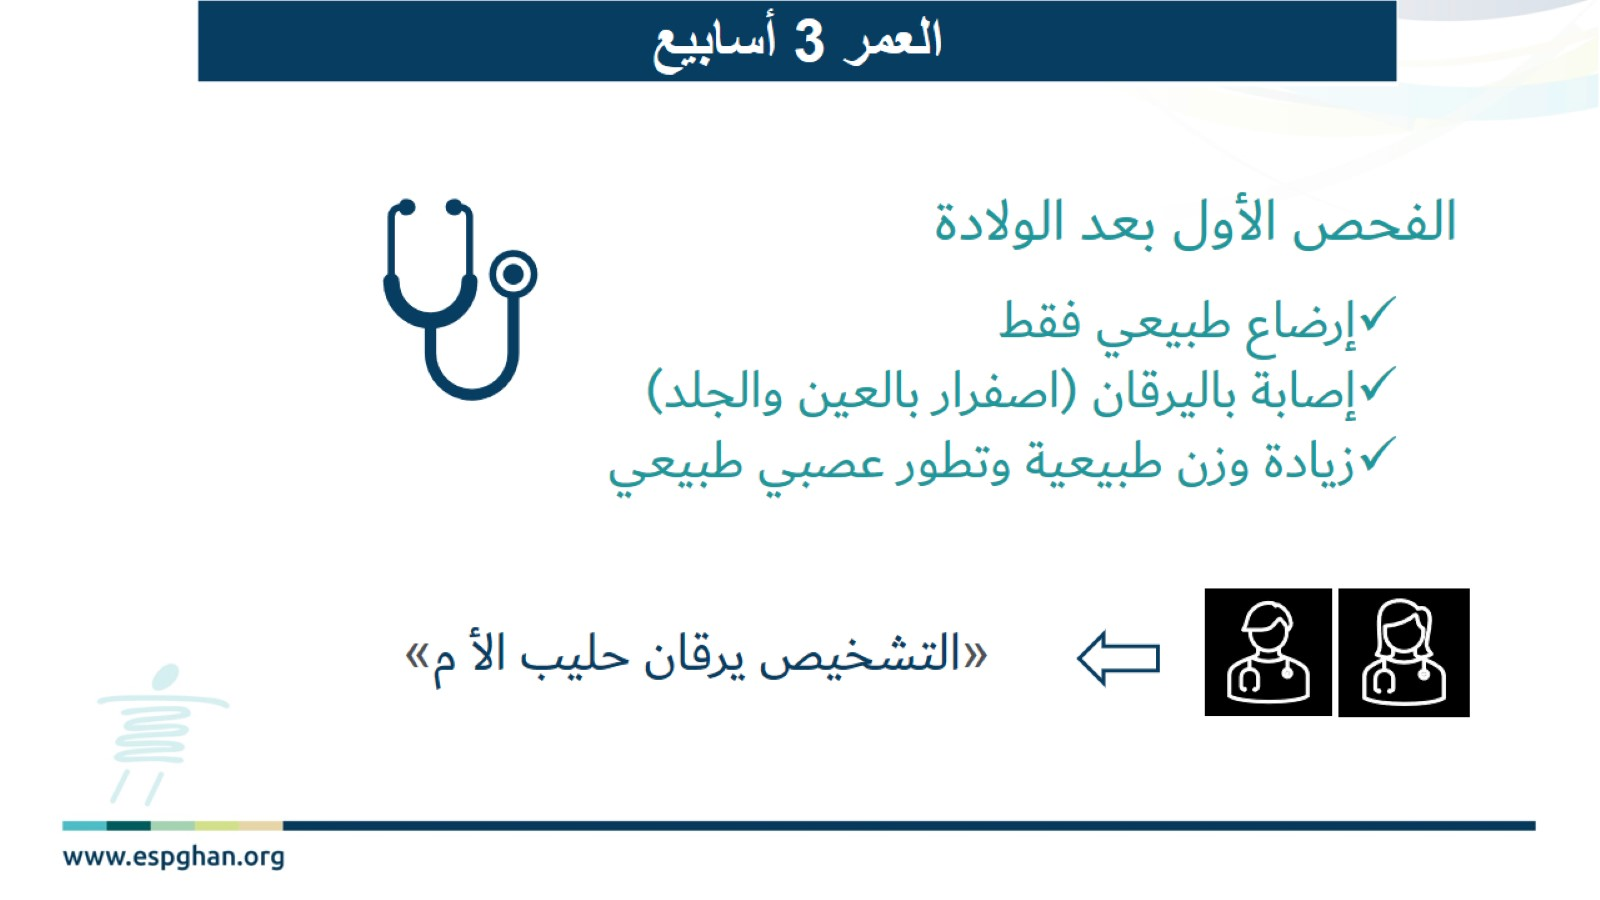 العمر 3 أسابيع
الفحص الأول بعد الولادة
✓إرضاع طبيعي فقط
✓إصابة باليرقان (اصفرار بالعين والجلد)
✓زيادة وزن طبيعية وتطور عصبي طبيعي
«التشخيص يرقان حليب الأ م»
www.espghan.org